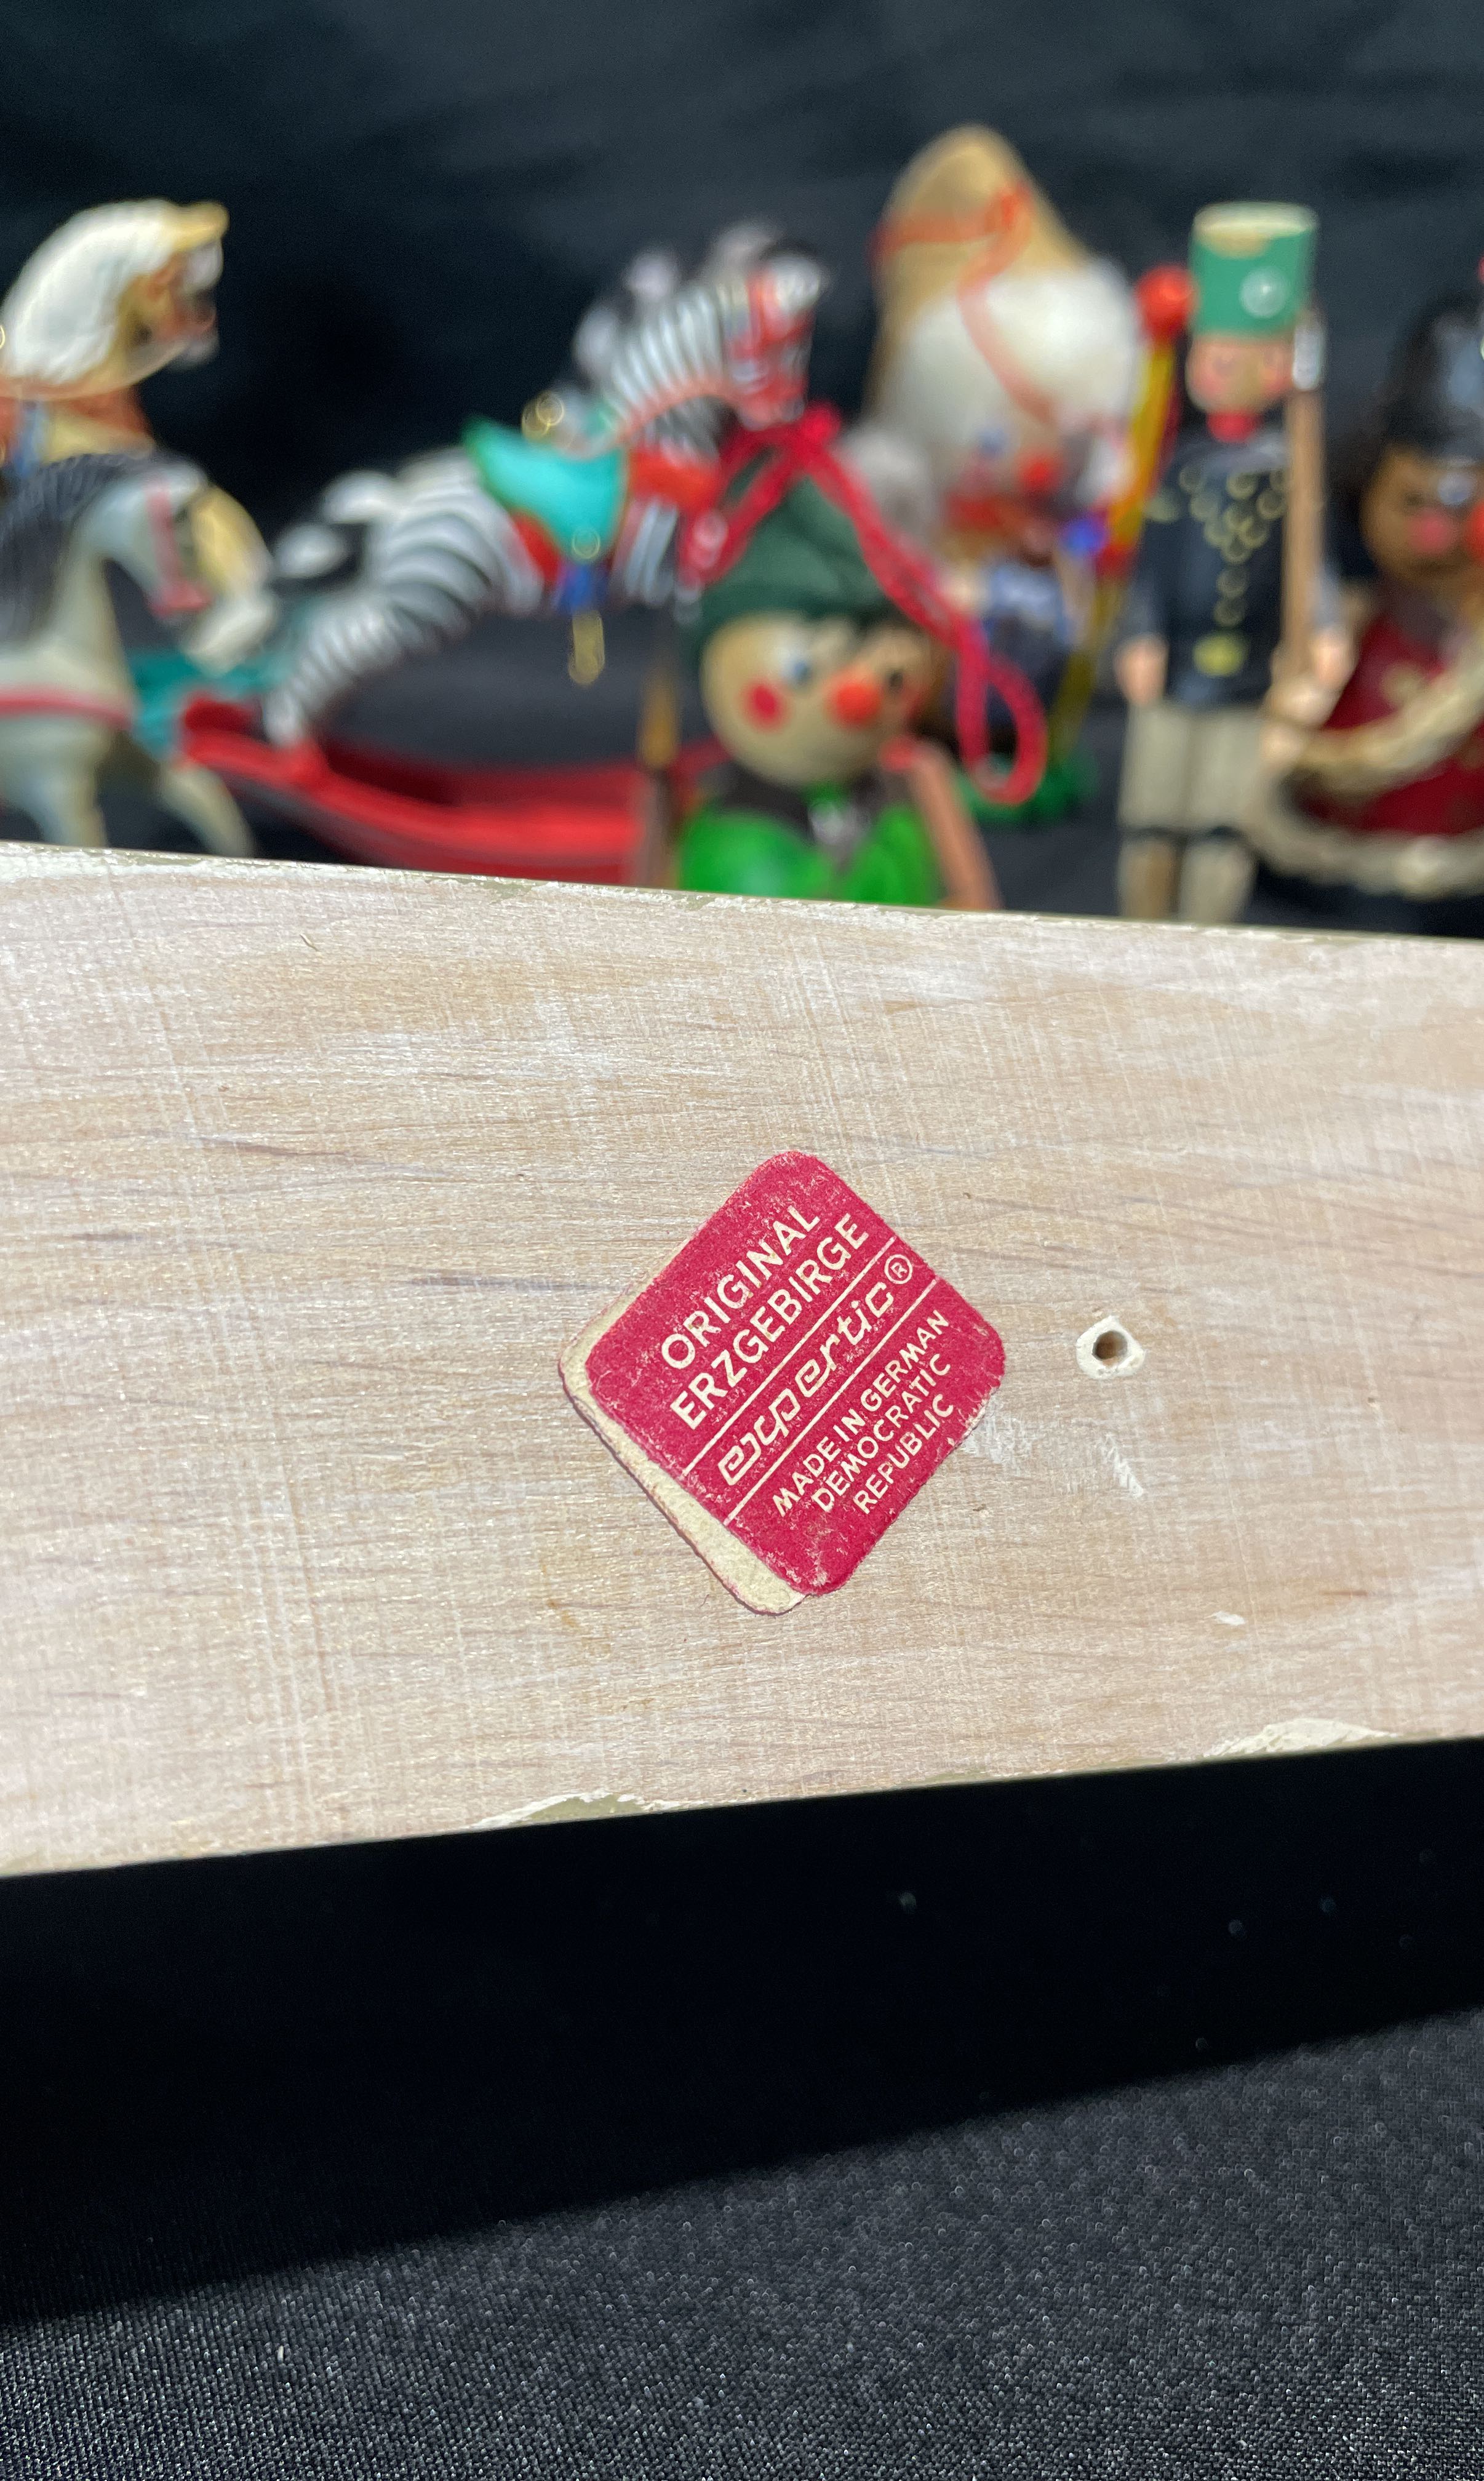 ORIGINAL
ERZGEBIRGE
expertic®
MADE IN GERMAN
DEMOCRATIC
REPUBLIC